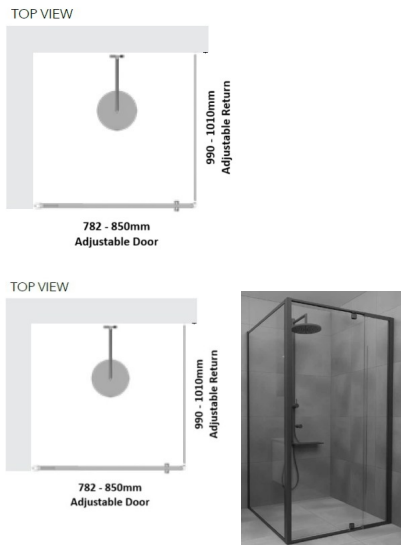 TOP VIEW
990 - 1010mm
Adjustable Return
782 - 850mm
Adjustable Door
TOP VIEW
990 - 1010mm
Adjustable Return
782 - 850mm
Adjustable Door